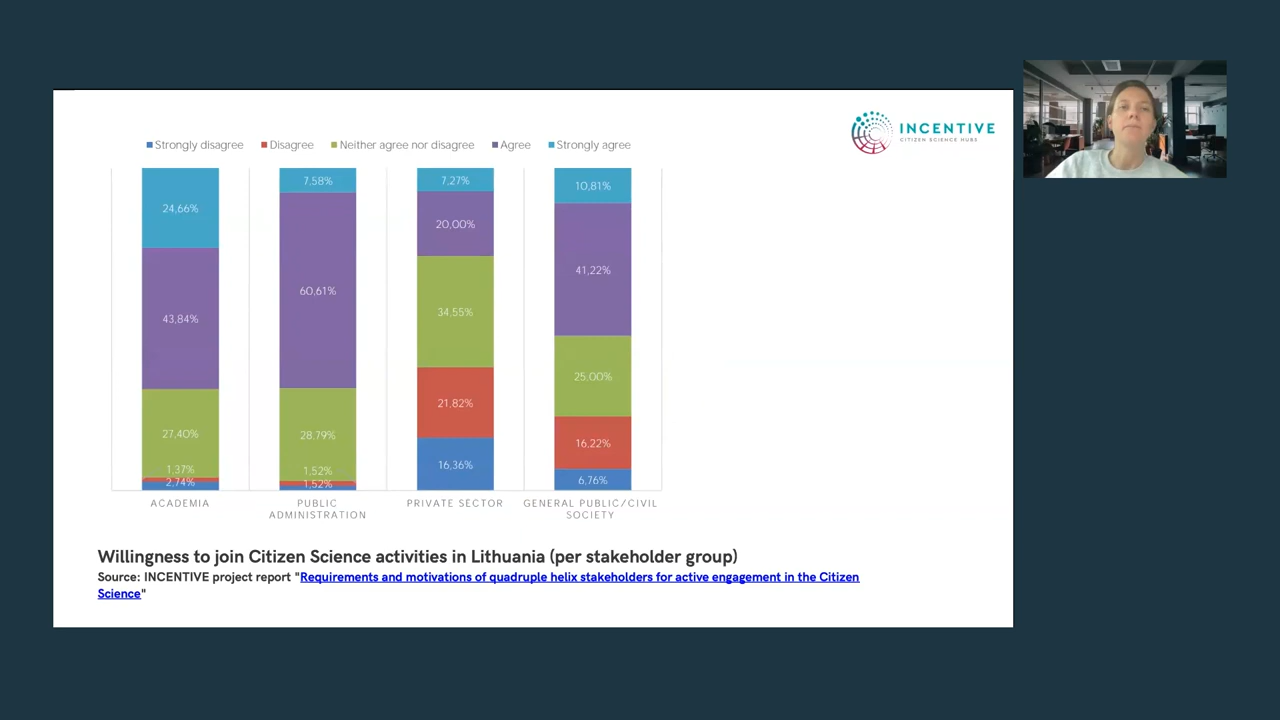 INCENTIVE
CITIZEN SCIENCE HUBS
Strongly disagree Disagree Neither agree nor disagree Agree Strongly agree
24,66%
43,84%
27,40%
1,37%
2,74%
7,58%
60,61%
28,79%
1,52%
1,52%
7,27%
20,00%
34,55%
21,82%
16,36%
10,81%
41,22%
25,00%
16,22%
6,76%
ACADEMIA
PUBLIC
ADMINISTRATION
PRIVATE SECTOR
GENERAL PUBLIC/CIVIL
SOCIETY
Willingness to join Citizen Science activities in Lithuania (per stakeholder group)
Source: INCENTIVE project report "Requirements and motivations of quadruple helix stakeholders for active engagement in the Citizen
Science"